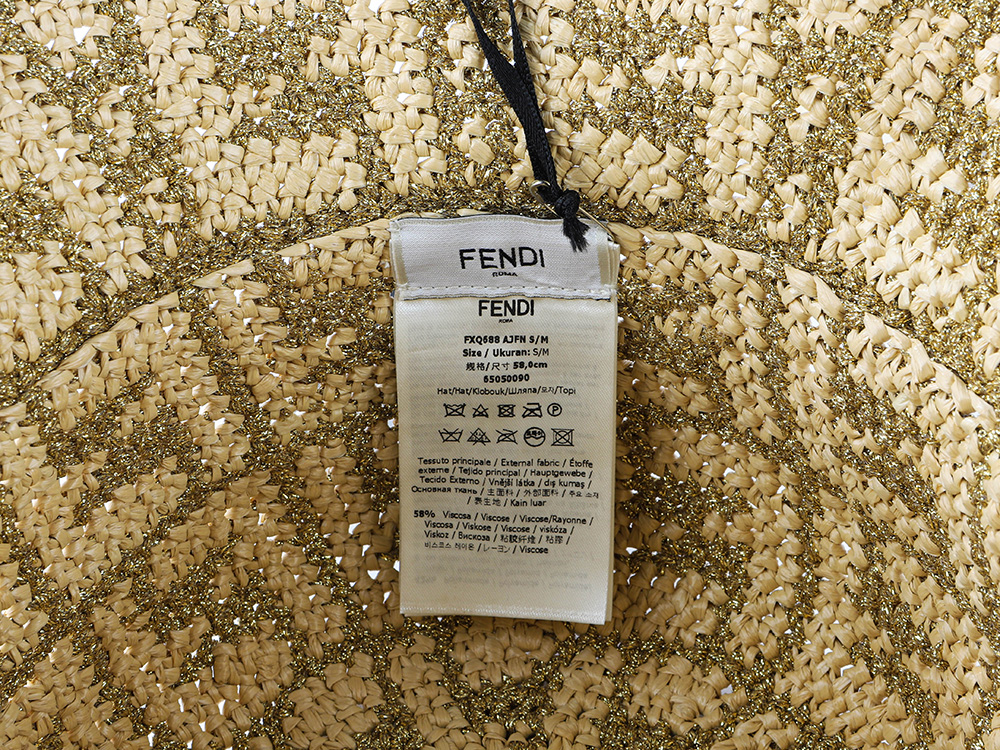 FENDI
ROMA
FENDI
ROMA
FXQ688 AJFN S/M
Size / Ukuran: S/M
規格/尺寸 58,0cm
65050090
Hat/Hat/Klobouk/Шляпа/모자/Topi
Tessuto principale / External fabric / Étoffe
externe / Tejido principal / Hauptgewebe /
Tecido Externo / Vnější látka / dış kumaş /
Основная ткань / 主面料 / 外部面料 / 주요 소재
/ 表生地 / Kain luar
58% Viscosa / Viscose / Viscose/Rayonne /
Viscosa / Viskose / Viscose / viskóza /
Viskoz / Вискоза / 粘胶纤维 / 粘膠 /
비스코스 레이온 / レーヨン / Viscose